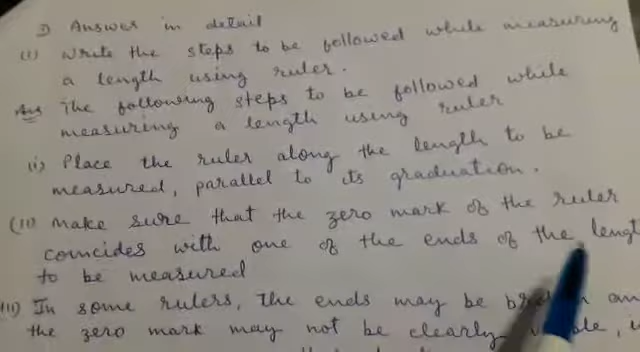 I) Answer in detail
(i) Write the steps to be followed while measuring
a length using ruler.
Ans The following steps to be followed while
measuring a length using ruler
(i) Place the ruler along the length to be
measured, parallel to its graduation.
(ii) Make sure that the zero mark of the ruler
coincides with one of the ends of the
to be measured
In some rulers, the ends may be
the zero mark may not be clearly